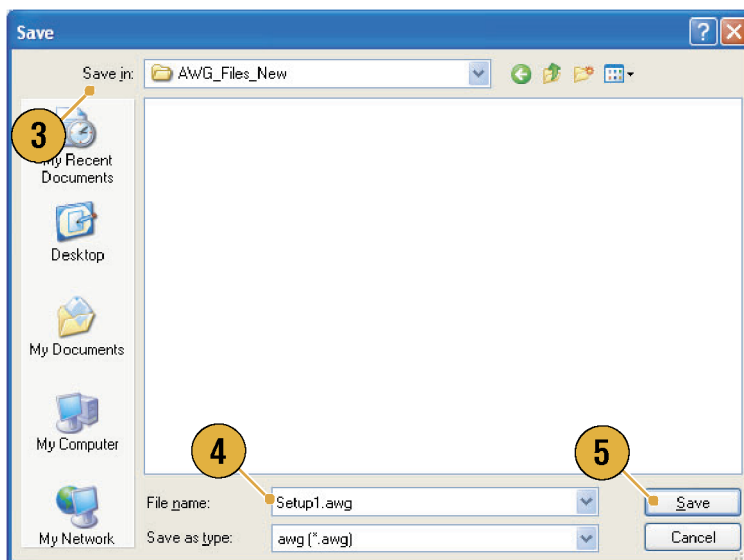 Save
?
Save in:
AWG_Files_New
3
My Recent
Documents
Desktop
My Documents
My Computer
My Network
4
5
File name:
Setup1.awg
Save
Save as type:
awg (*.awg)
Cancel